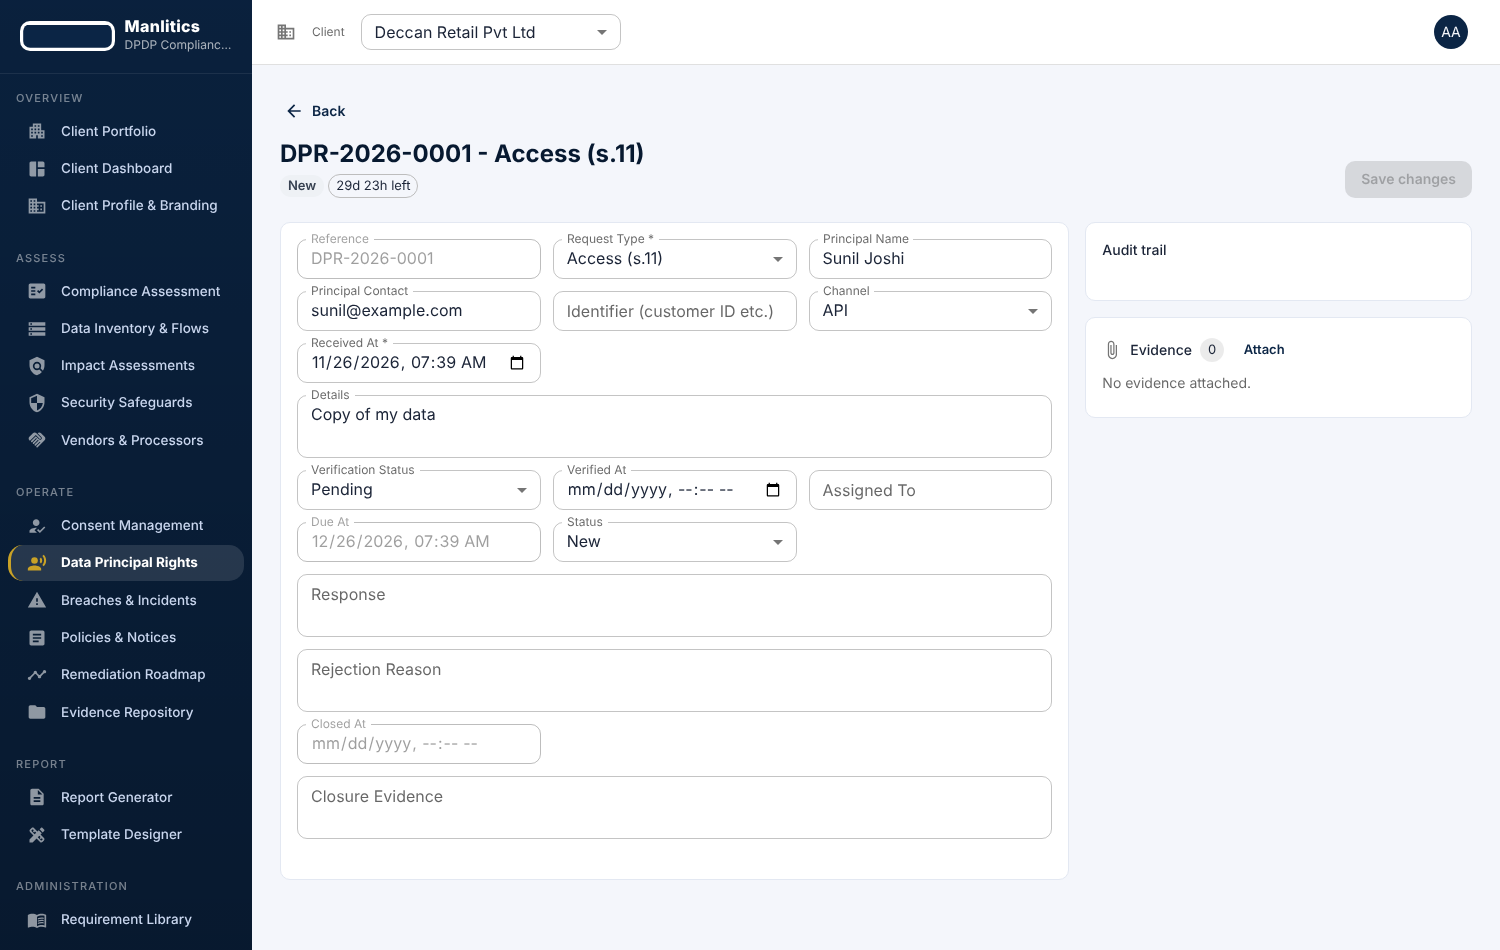 Manlitics
DPDP Complianc...
Client
Deccan Retail Pvt Ltd
AA
OVERVIEW
Client Portfolio
Client Dashboard
Client Profile & Branding
ASSESS
Compliance Assessment
Data Inventory & Flows
Impact Assessments
Security Safeguards
Vendors & Processors
OPERATE
Consent Management
Data Principal Rights
Breaches & Incidents
Policies & Notices
Remediation Roadmap
Evidence Repository
REPORT
Report Generator
Template Designer
ADMINISTRATION
Requirement Library
Back
DPR-2026-0001 - Access (s.11)
New
29d 23h left
Save changes
Reference
DPR-2026-0001
Request Type *
Access (s.11)
Principal Name
Sunil Joshi
Principal Contact
sunil@example.com
Identifier (customer ID etc.)
Channel
API
Received At *
11/26/2026, 07:39 AM
Details
Copy of my data
Verification Status
Pending
Verified At
mm/dd/yyyy, --:-- --
Assigned To
Due At
12/26/2026, 07:39 AM
Status
New
Response
Rejection Reason
Closed At
mm/dd/yyyy, --:-- --
Closure Evidence
Audit trail
Evidence
0
Attach
No evidence attached.